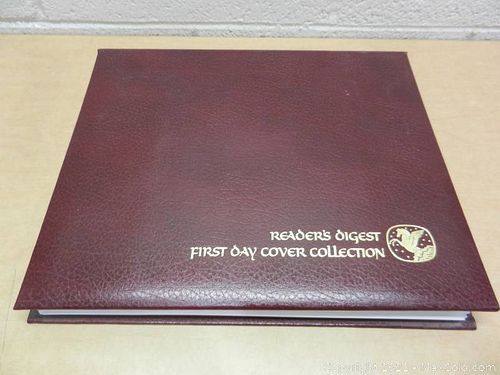 READER'S DIGEST
FIRST DAY COVER COLLECTION